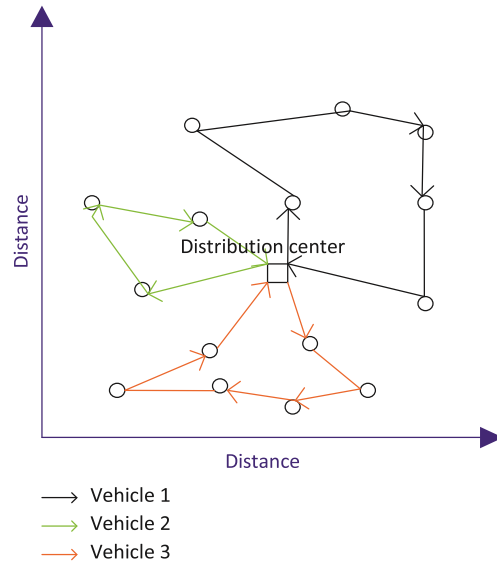 Distance
Distribution center
Distance
Vehicle 1
Vehicle 2
Vehicle 3